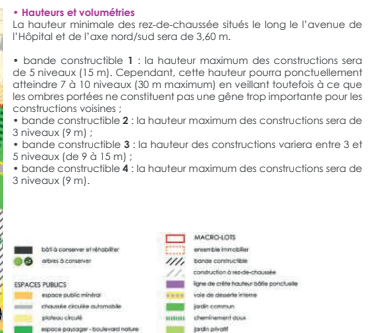 • Hauteurs et volumétries
La hauteur minimale des rez-de-chaussée situés le long le l'avenue de
l'Hôpital et de l'axe nord/sud sera de 3,60 m.
• bande constructible 1 : la hauteur maximum des constructions sera
de 5 niveaux (15 m). Cependant, cette hauteur pourra ponctuellement
atteindre 7 à 10 niveaux (30 m maximum) en veillant toutefois à ce que
les ombres portées ne constituent pas une gêne trop importante pour les
constructions voisines ;
• bande constructible 2 : la hauteur maximum des constructions sera de
3 niveaux (9 m) ;
• bande constructible 3 : la hauteur des constructions variera entre 3 et
5 niveaux (de 9 à 15 m) ;
• bande constructible 4 : la hauteur maximum des constructions sera de
3 niveaux (9 m).
bâti à conserver et réhabiliter
arbres à conserver
ESPACES PUBLICS
espace public minéral
chaussée circulée automobile
plateau circulé
espace paysager - boulevard nature
MACRO-LOTS
ensemble immobilier
bande constructible
construction à rez-de-chaussée
ligne de crête hauteur bâtie ponctuelle
voie de desserte interne
jardin commun
cheminement doux
jardin privatif